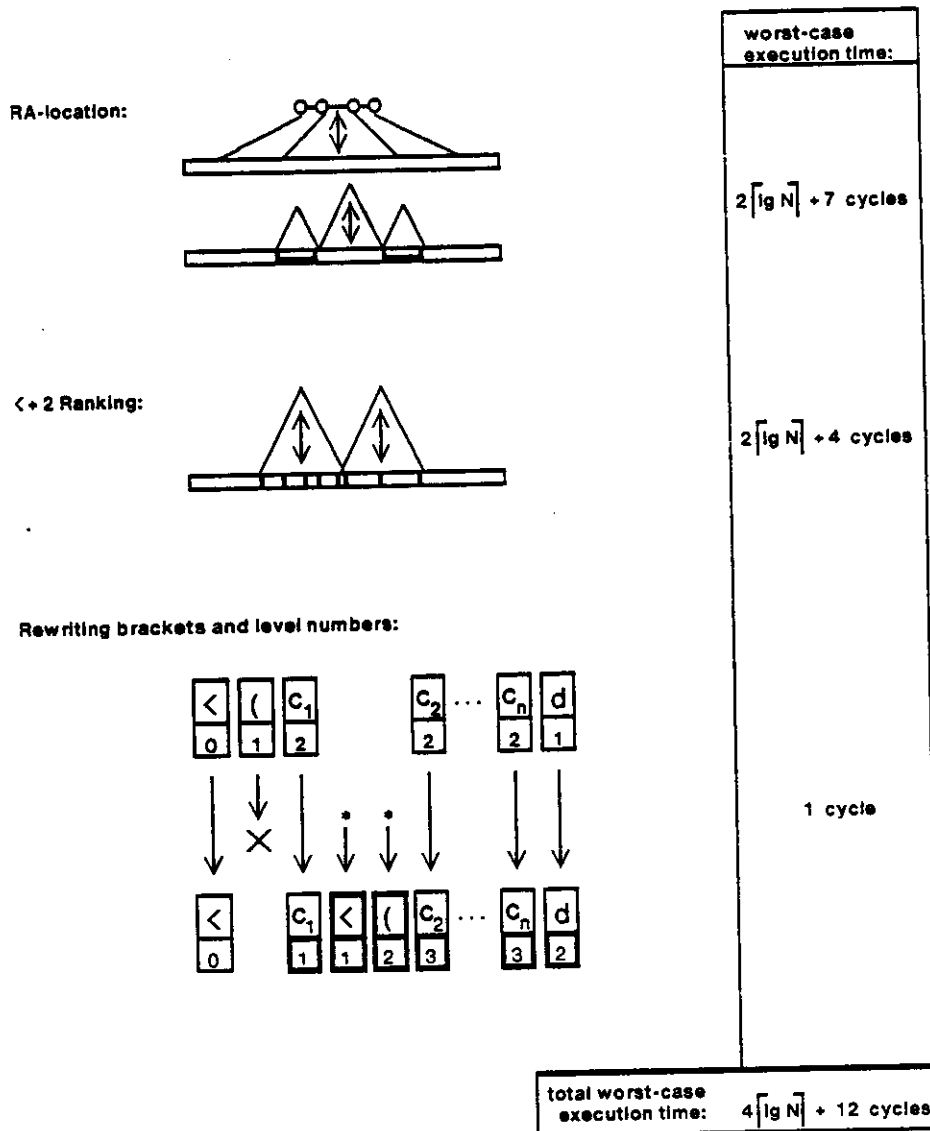 worst-case
execution time:
RA-location:
2⌈lg N⌉ + 7 cycles
<+2 Ranking:
2⌈lg N⌉ + 4 cycles
Rewriting brackets and level numbers:
< ( C₁ C₂ ... Cₙ d
0 1 2 2 2 1
1 cycle
* *
< C₁ < ( C₂ ... Cₙ d
0 1 1 2 3 3 2
total worst-case
execution time: 4⌈lg N⌉ + 12 cycles